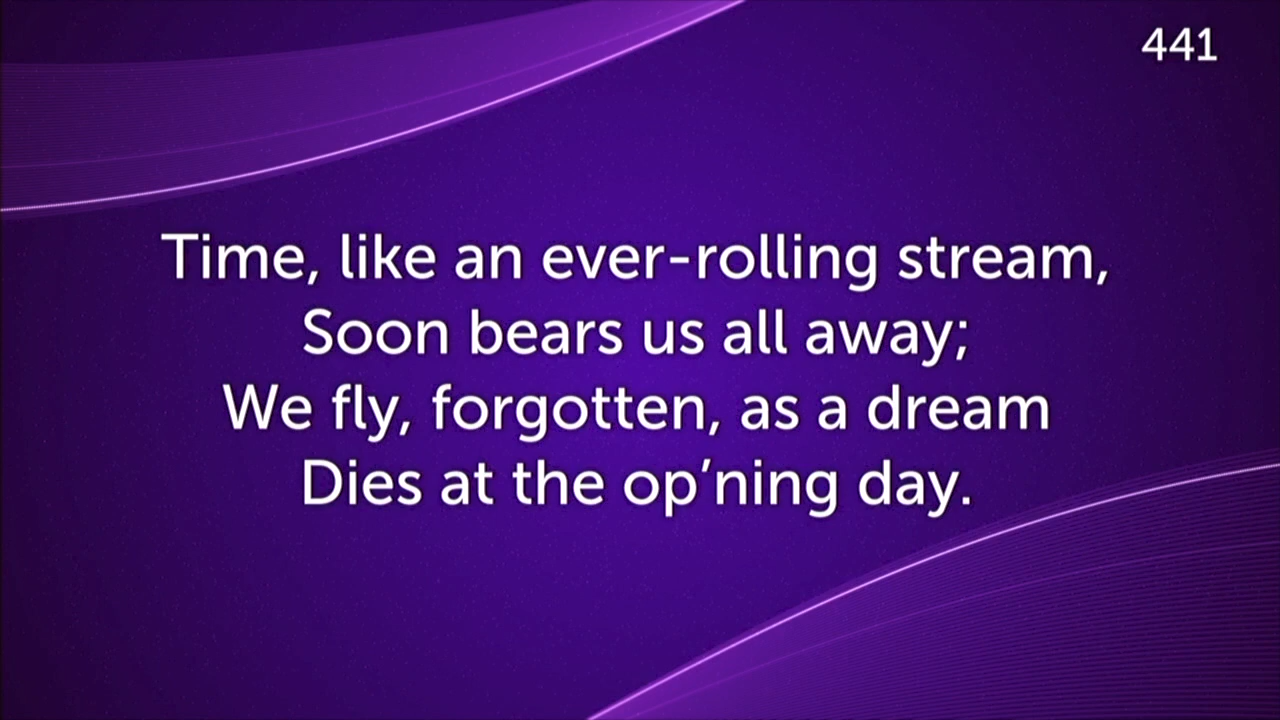 441
Time, like an ever-rolling stream,
Soon bears us all away;
We fly, forgotten, as a dream
Dies at the op’ning day.